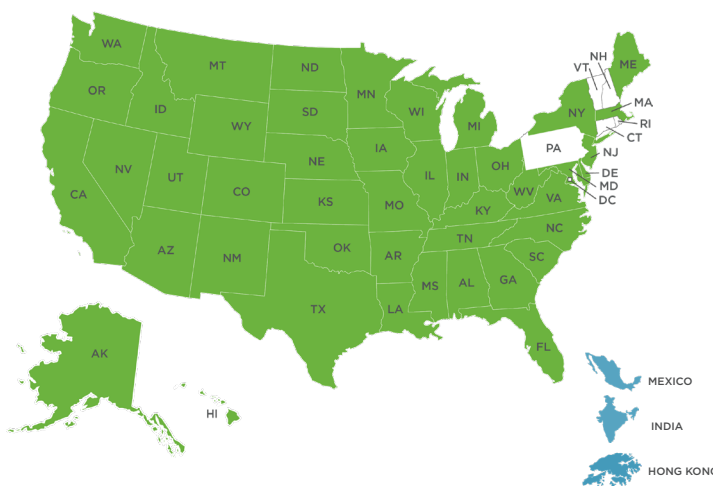 WA
MT
ND
MN
OR
ID
SD
WI
MI
NY
VT
NH
ME
MA
RI
CT
PA
NJ
DE
MD
DC
WY
IA
NE
NV
UT
CO
IL
IN
OH
WV
VA
CA
KS
MO
KY
NC
AZ
NM
OK
AR
TN
SC
MS
AL
GA
TX
LA
FL
AK
HI
MEXICO
INDIA
HONG KONG